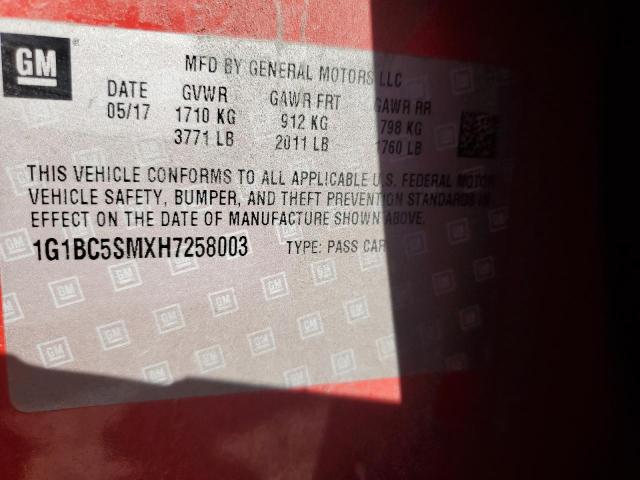 GM
MFD BY GENERAL MOTORS LLC
DATE GVWR GAWR FRT GAWR RR
05/17 1710 KG 912 KG 798 KG
3771 LB 2011 LB 1760 LB
THIS VEHICLE CONFORMS TO ALL APPLICABLE U.S. FEDERAL MOTOR
VEHICLE SAFETY, BUMPER, AND THEFT PREVENTION STANDARDS IN
EFFECT ON THE DATE OF MANUFACTURE SHOWN ABOVE.
1G1BC5SMXH7258003 TYPE: PASS CAR